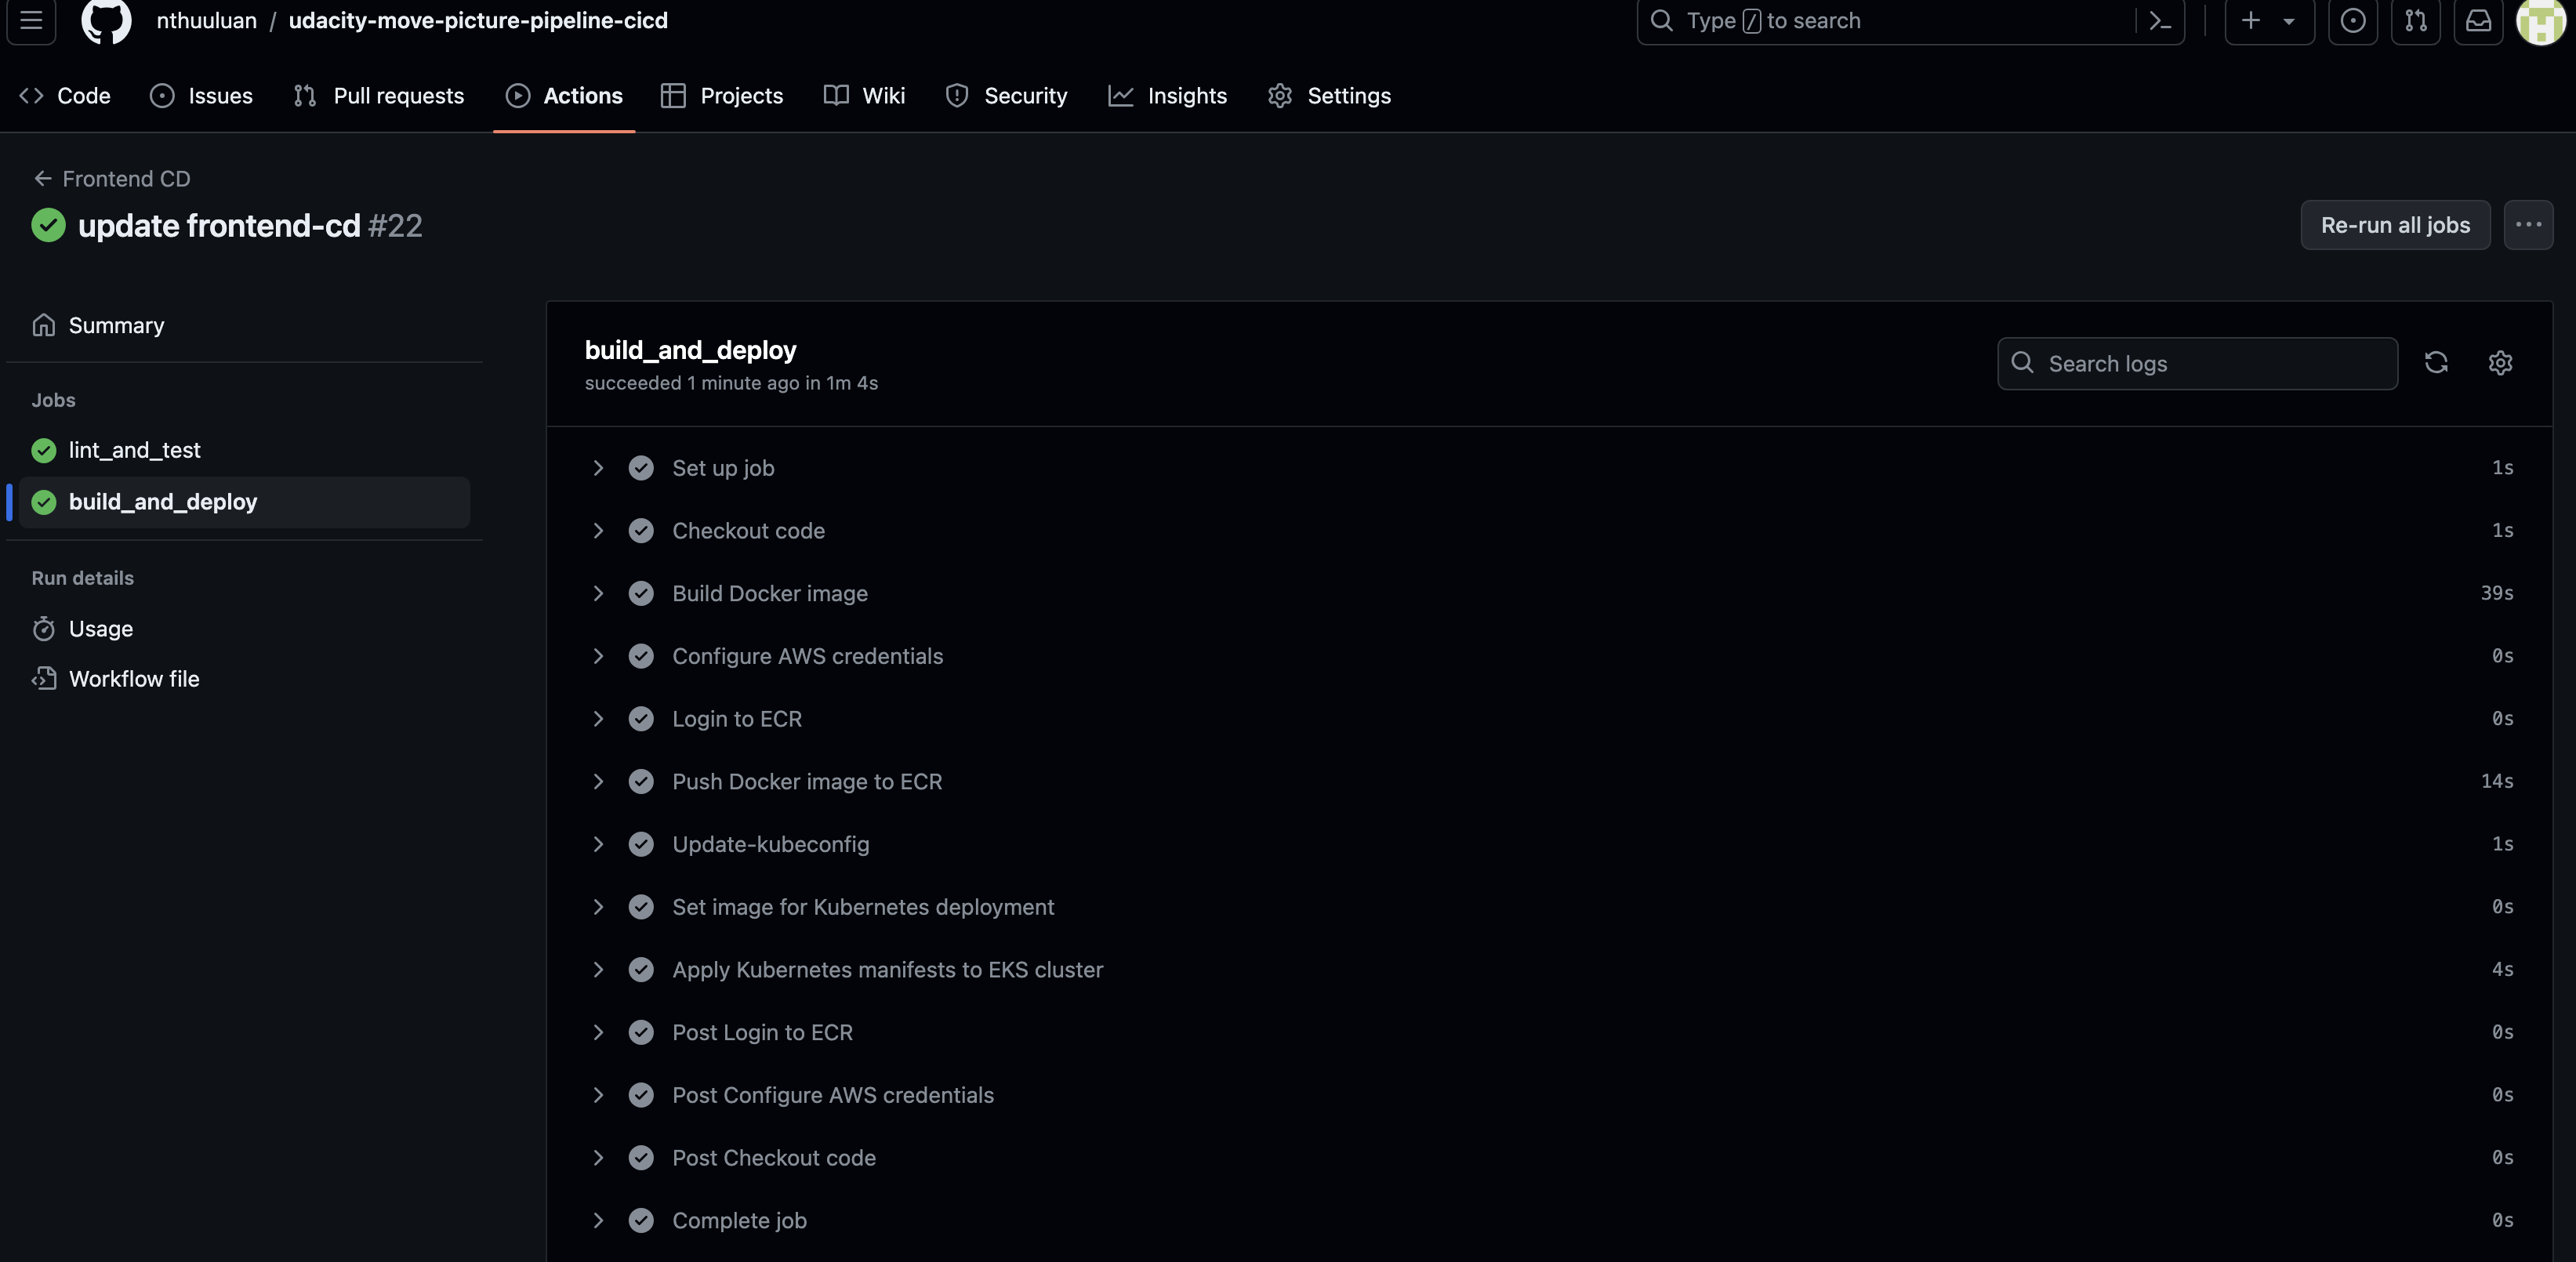 nthuuluan / udacity-move-picture-pipeline-cicd
Type / to search
Code Issues Pull requests Actions Projects Wiki Security Insights Settings
← Frontend CD
update frontend-cd #22
Re-run all jobs
Summary
Jobs
lint_and_test
build_and_deploy
Run details
Usage
Workflow file
build_and_deploy
succeeded 1 minute ago in 1m 4s
Search logs
Set up job 1s
Checkout code 1s
Build Docker image 39s
Configure AWS credentials 0s
Login to ECR 0s
Push Docker image to ECR 14s
Update-kubeconfig 1s
Set image for Kubernetes deployment 0s
Apply Kubernetes manifests to EKS cluster 4s
Post Login to ECR 0s
Post Configure AWS credentials 0s
Post Checkout code 0s
Complete job 0s